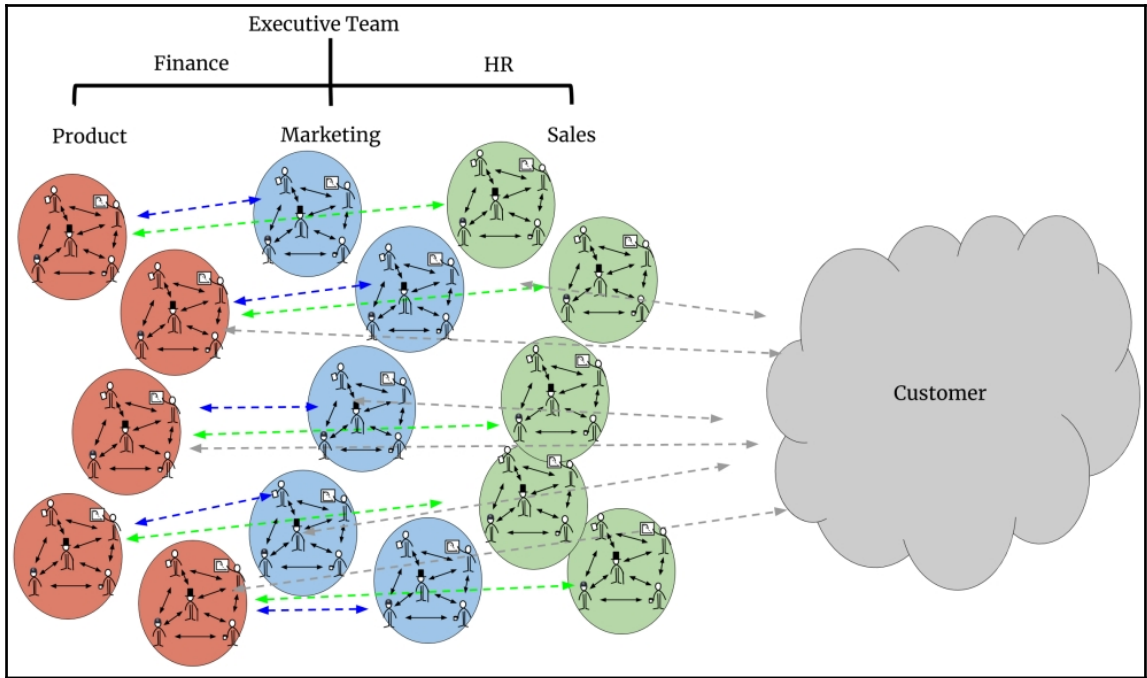 Executive Team
Finance
HR
Product
Marketing
Sales
Customer